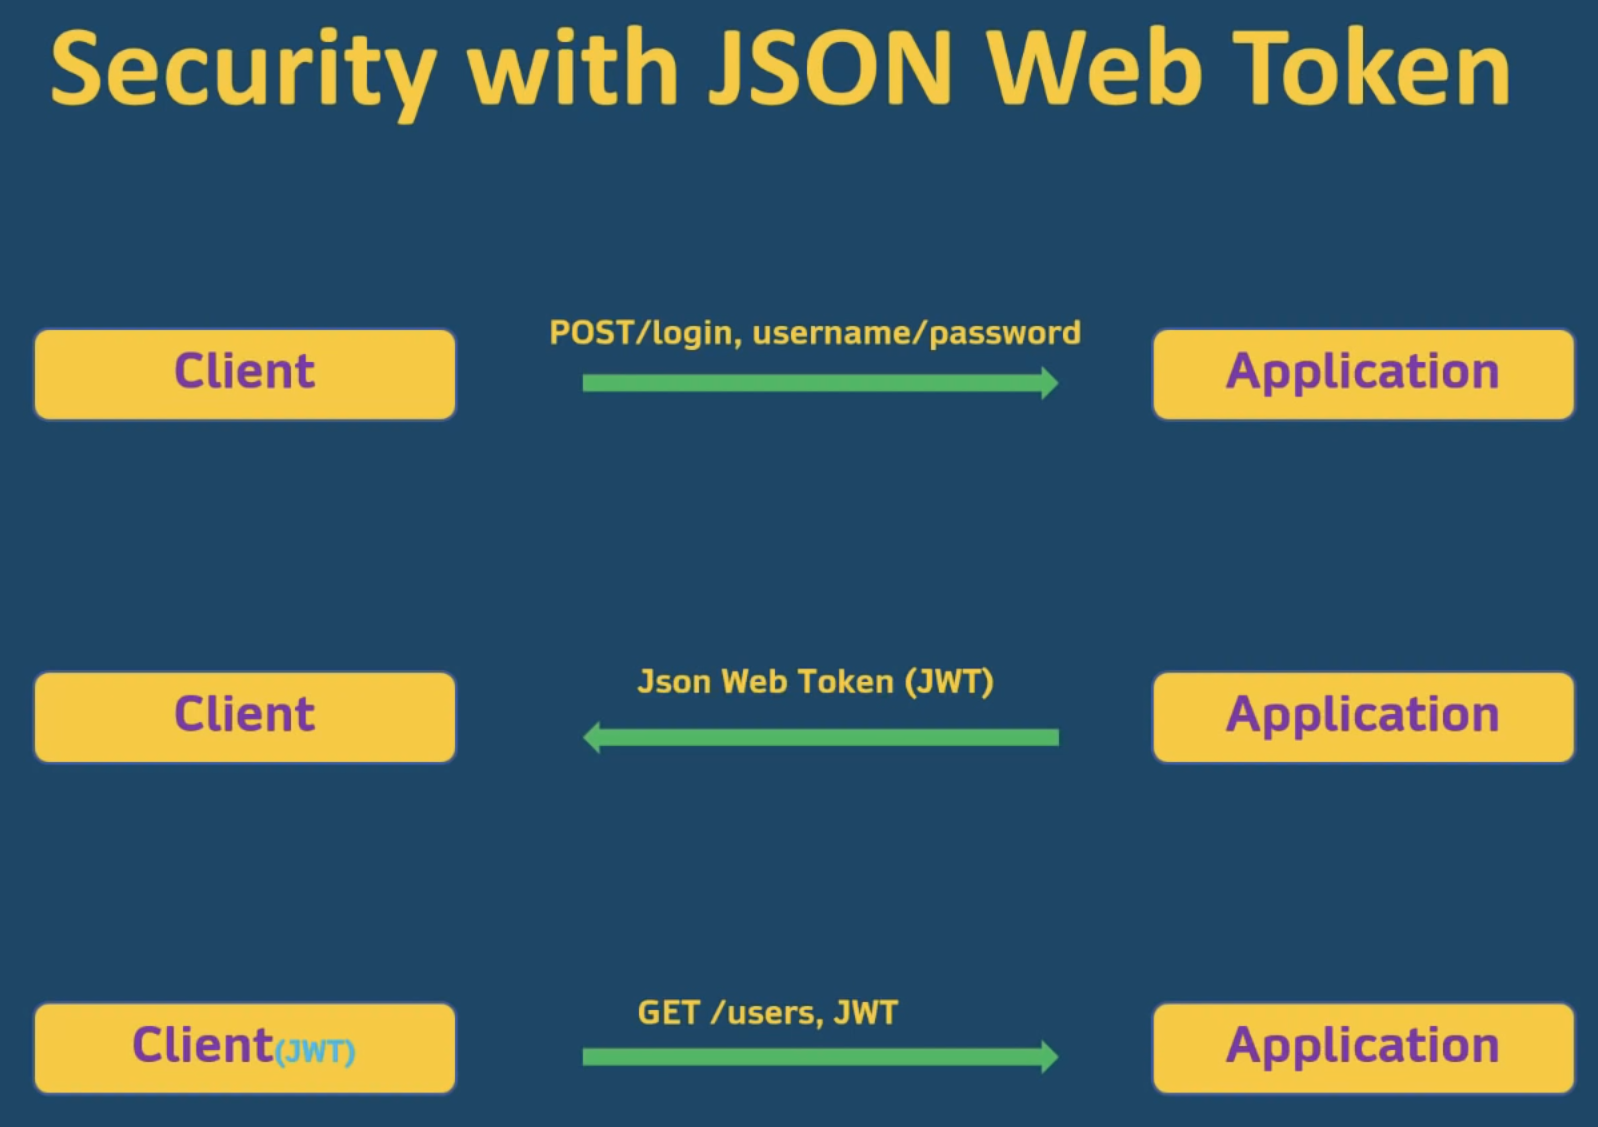 Security with JSON Web Token
POST/login, username/password
Client
Application
Json Web Token (JWT)
Client
Application
GET /users, JWT
Client(JWT)
Application